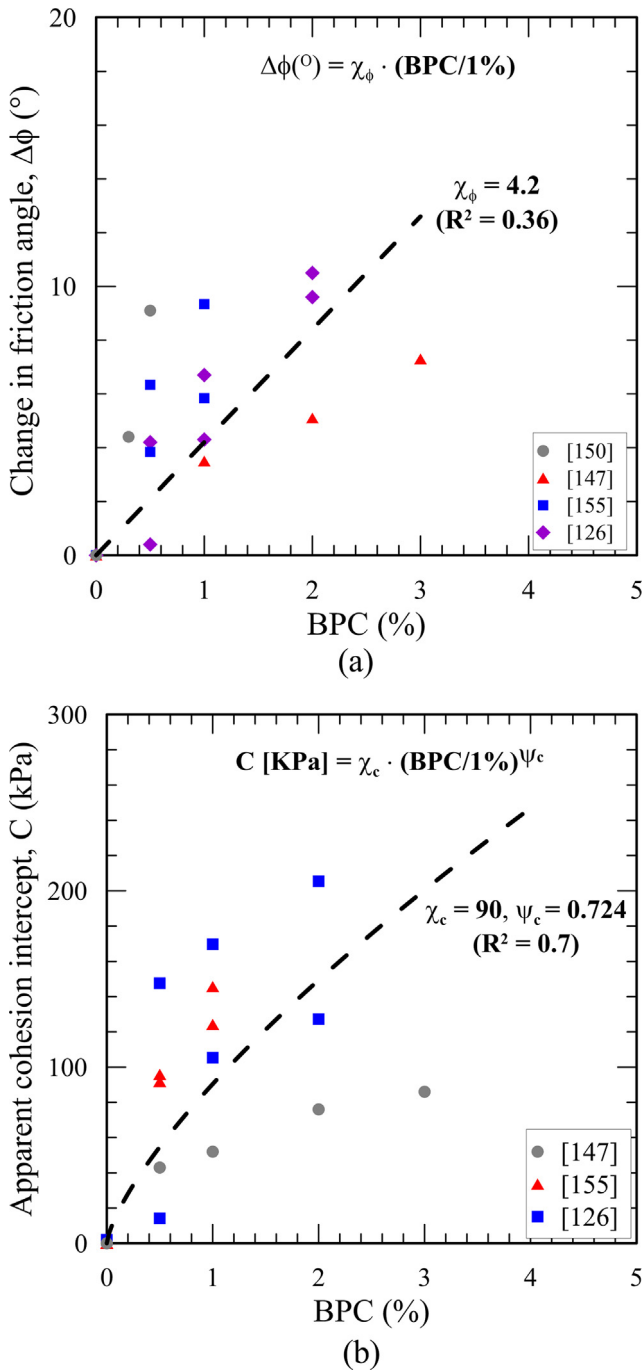 20
Δϕ(°) = χϕ · (BPC/1%)
χϕ = 4.2
(R² = 0.36)
10
0
Change in friction angle, Δϕ (°)
[150]
[147]
[155]
[126]
0 1 2 3 4 5
BPC (%)
(a)
300
C [KPa] = χc · (BPC/1%)^ψc
200
χc = 90, ψc = 0.724
(R² = 0.7)
100
0
Apparent cohesion intercept, C (kPa)
[147]
[155]
[126]
0 1 2 3 4 5
BPC (%)
(b)